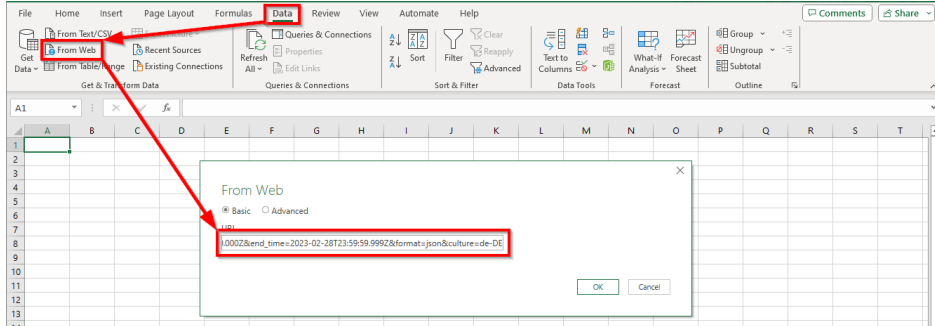 File Home Insert Page Layout Formulas Data Review View Automate Help Comments Share
From Text/CSV
From Web Recent Sources
Get Data From Table/Range Existing Connections
Get & Transform Data
Refresh All
Queries & Connections
Properties
Edit Links
Queries & Connections
Sort
Filter
Clear
Reapply
Advanced
Sort & Filter
Text to Columns
Data Tools
What-If Analysis
Forecast Sheet
Forecast
Group
Ungroup
Subtotal
Outline
A1 fx
A B C D E F G H I J K L M N O P Q R S T
1
2
3
4
5
6
7
8
9
10
11
12
13
From Web
Basic Advanced
URL
.000Z&end_time=2023-02-28T23:59:59.999Z&format=json&culture=de-DE
OK Cancel